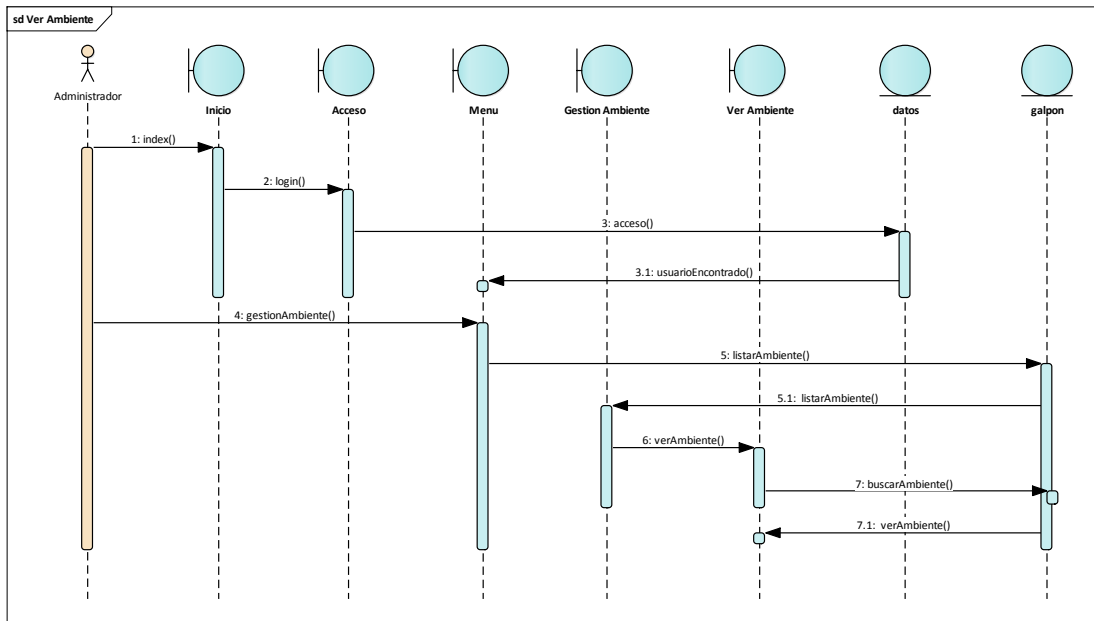 sd Ver Ambiente
Administrador
Inicio
Acceso
Menu
Gestion Ambiente
Ver Ambiente
datos
galpon
1: index()
2: login()
3: acceso()
3.1: usuarioEncontrado()
4: gestionAmbiente()
5: listarAmbiente()
5.1: listarAmbiente()
6: verAmbiente()
7: buscarAmbiente()
7.1: verAmbiente()